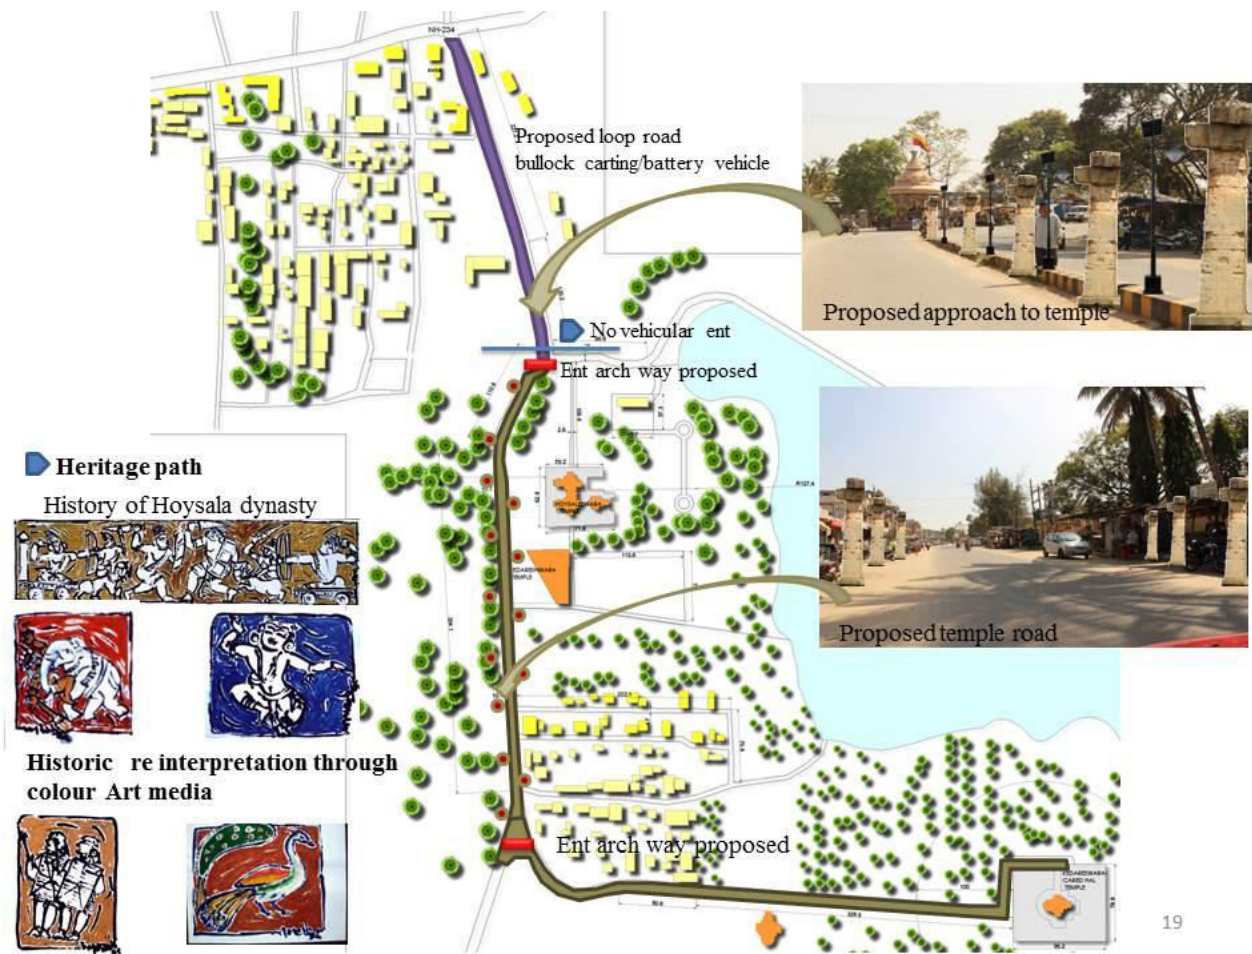 NH-234
Proposed loop road
bullock carting/battery vehicle
Proposed approach to temple
No vehicular ent
Ent arch way proposed
Heritage path
History of Hoysala dynasty
Proposed temple road
TEMPLE
Historic re interpretation through
colour Art media
Ent arch way proposed
TEMPLE
19